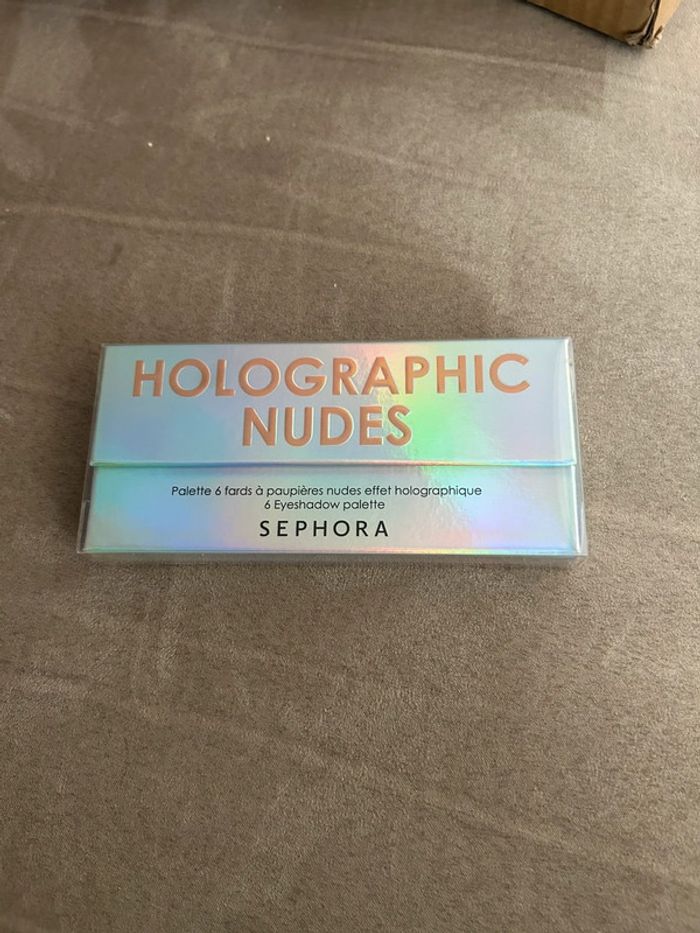 HOLOGRAPHIC
NUDES
Palette 6 fards à paupières nudes effet holographique
6 Eyeshadow palette
SEPHORA